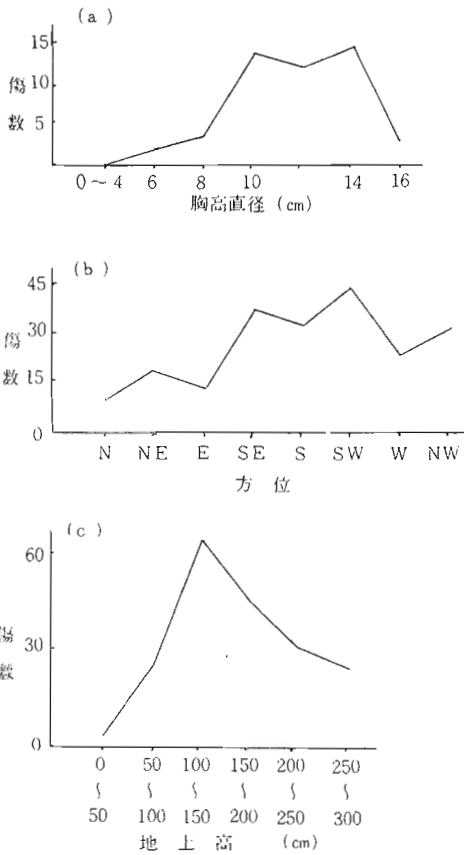 (a)
15
10
5
傷
数
0～4 6 8 10 14 16
胸高直径 (cm)
(b)
45
30
15
0
傷
数
N NE E SE S SW W NW
方位
(c)
60
30
0
傷
数
0 50 100 150 200 250
～ ～ ～ ～ ～ ～
50 100 150 200 250 300
地上高 (cm)